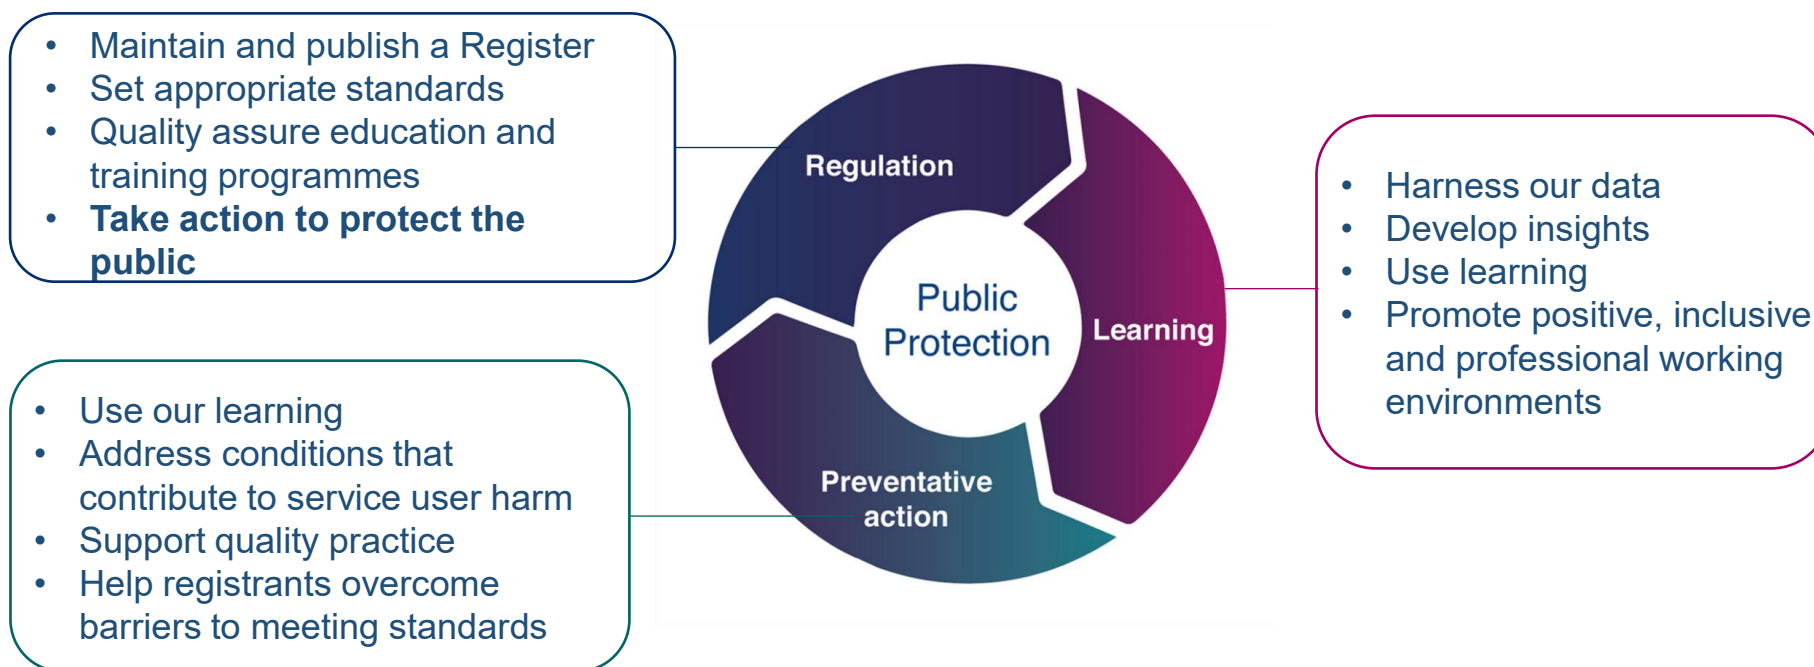 • Maintain and publish a Register
• Set appropriate standards
• Quality assure education and
training programmes
• Take action to protect the
public
Regulation
Public
Protection
Learning
Preventative
action
• Harness our data
• Develop insights
• Use learning
• Promote positive, inclusive
and professional working
environments
• Use our learning
• Address conditions that
contribute to service user harm
• Support quality practice
• Help registrants overcome
barriers to meeting standards